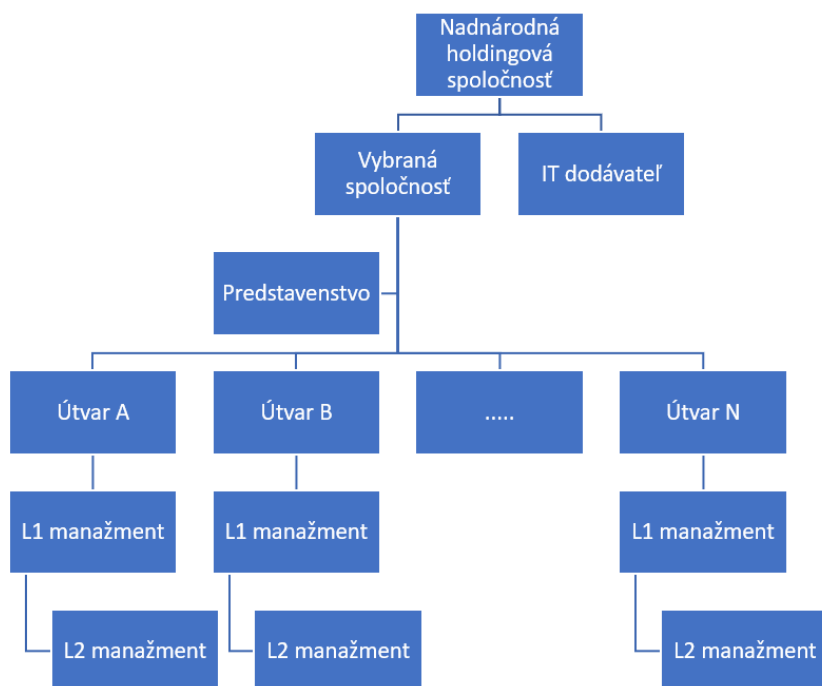 Nadnárodná
holdingová
spoločnosť
Vybraná
spoločnosť
IT dodávateľ
Predstavenstvo
Útvar A
Útvar B
.....
Útvar N
L1 manažment
L1 manažment
L1 manažment
L2 manažment
L2 manažment
L2 manažment